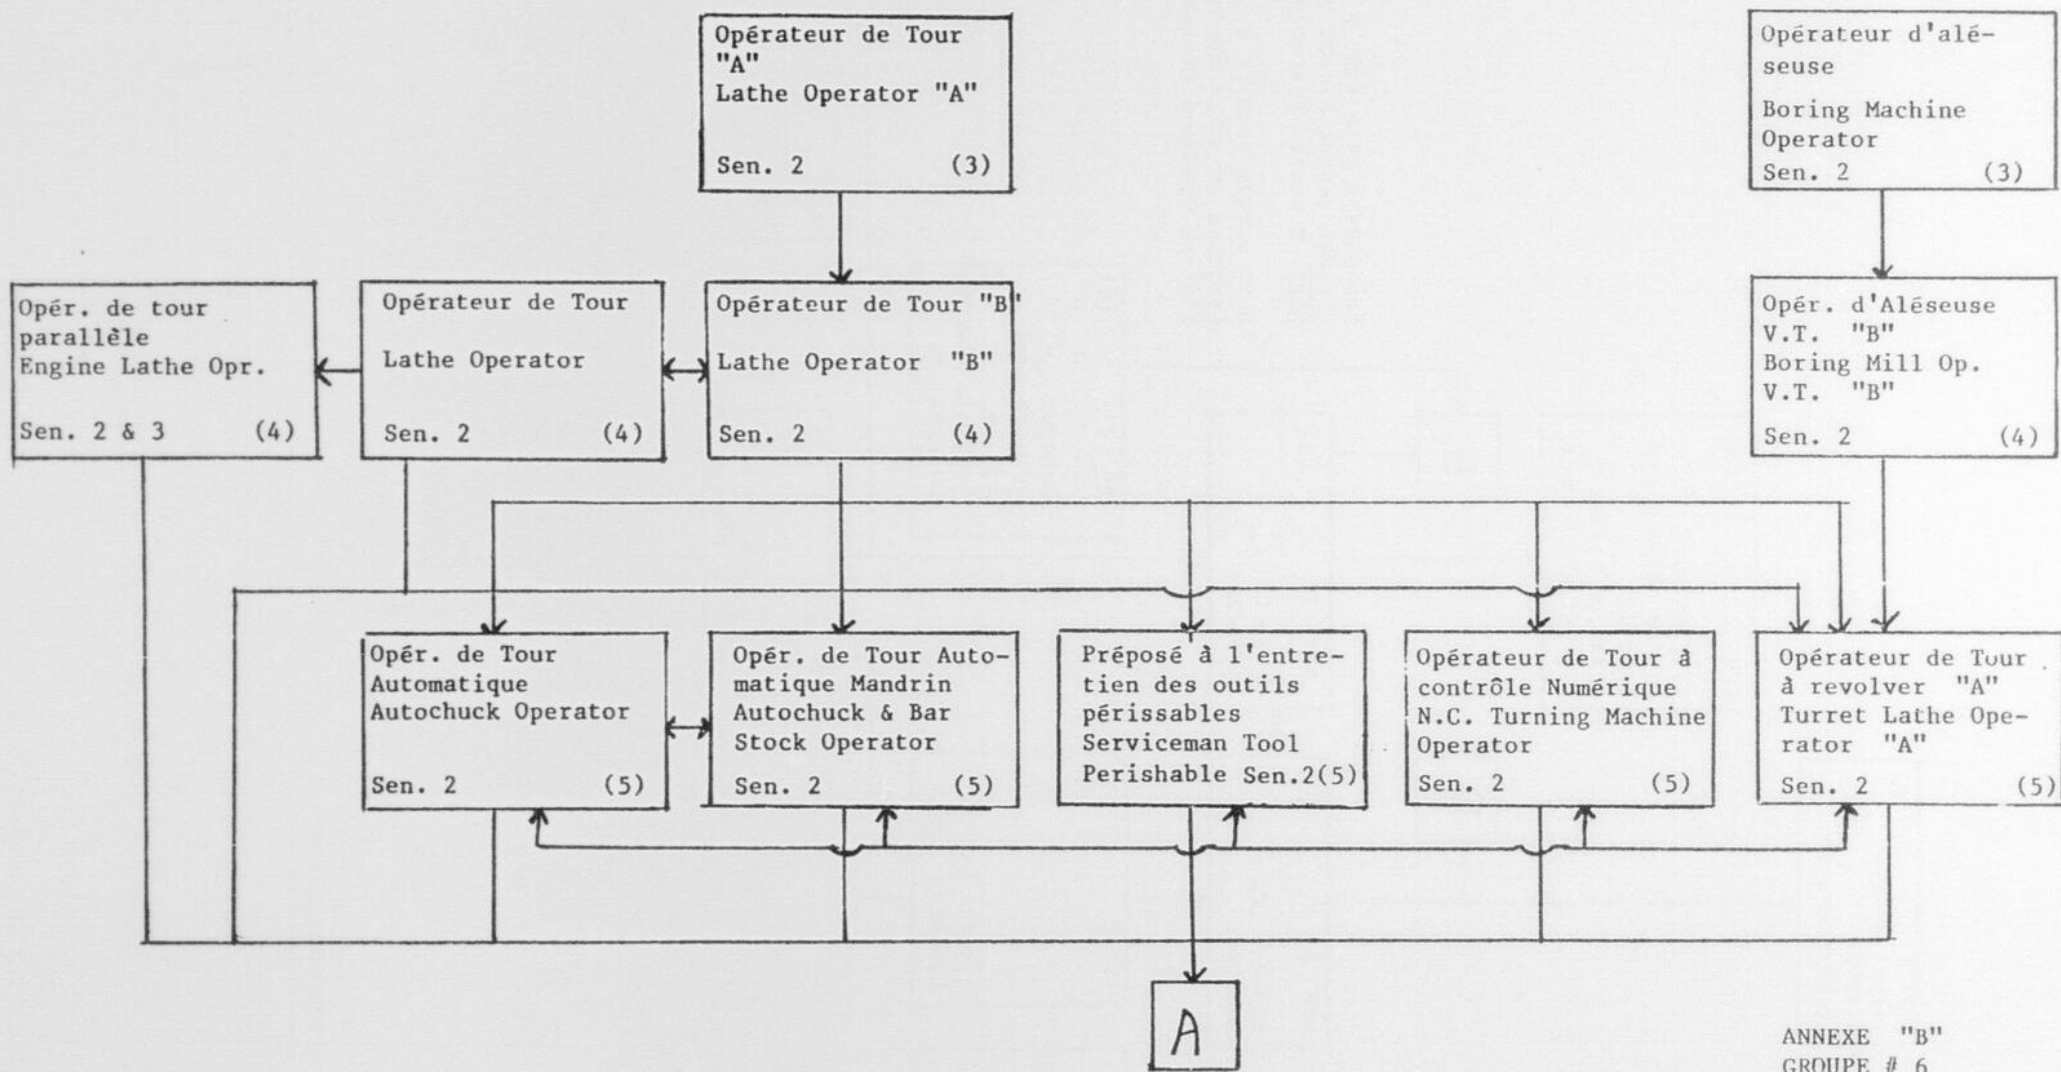 Opérateur de Tour
"A"
Lathe Operator "A"
Sen. 2 (3)
Opérateur d'alé-
seuse
Boring Machine
Operator
Sen. 2 (3)
Opér. de tour
parallèle
Engine Lathe Opr.
Sen. 2 & 3 (4)
Opérateur de Tour
Lathe Operator
Sen. 2 (4)
Opérateur de Tour "B"
Lathe Operator "B"
Sen. 2 (4)
Opér. d'Aléseuse
V.T. "B"
Boring Mill Op.
V.T. "B"
Sen. 2 (4)
Opér. de Tour
Automatique
Autochuck Operator
Sen. 2 (5)
Opér. de Tour Auto-
matique Mandrin
Autochuck & Bar
Stock Operator
Sen. 2 (5)
Préposé à l'entre-
tien des outils
périssables
Serviceman Tool
Perishable Sen.2(5)
Opérateur de Tour à
contrôle Numérique
N.C. Turning Machine
Operator
Sen. 2 (5)
Opérateur de Tour
à revolver "A"
Turret Lathe Ope-
rator "A"
Sen. 2 (5)
A
ANNEXE "B"
GROUPE # 6